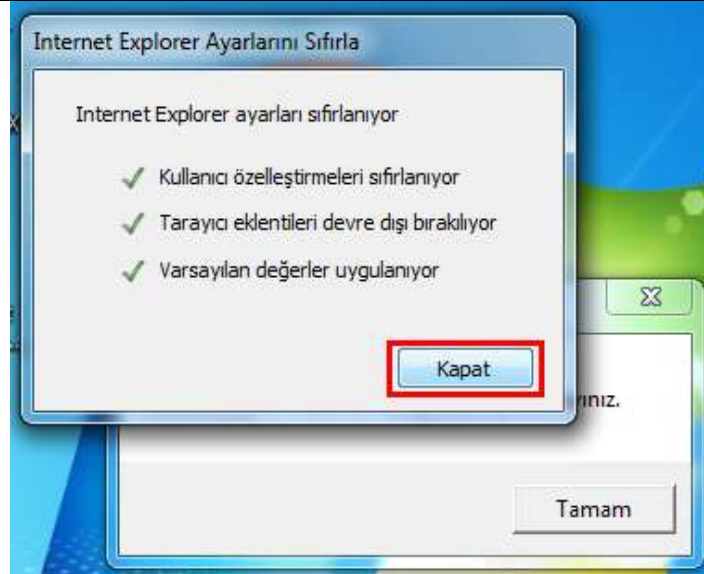 Internet Explorer Ayarlarını Sıfırla
Internet Explorer ayarları sıfırlanıyor
Kullanıcı özelleştirmeleri sıfırlanıyor
Tarayıcı eklentileri devre dışı bırakılıyor
Varsayılan değerler uygulanıyor
Kapat
Tamam